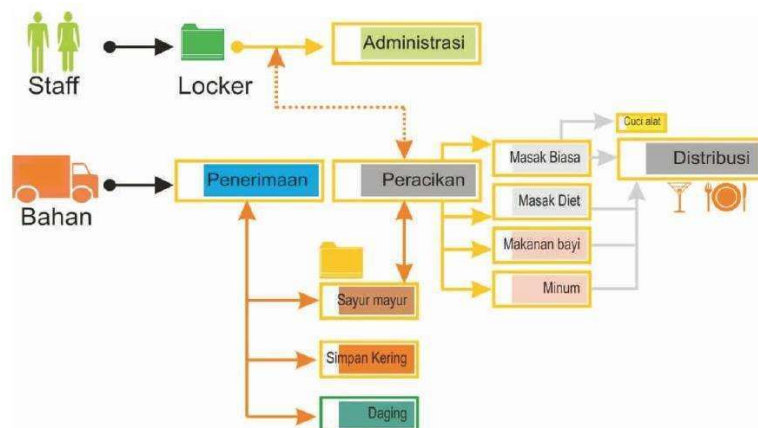 Staff
Locker
Administrasi
Cuci alat
Bahan
Penerimaan
Peracikan
Masak Biasa
Distribusi
Masak Diet
Makanan bayi
Minum
Sayur mayur
Simpan Kering
Daging